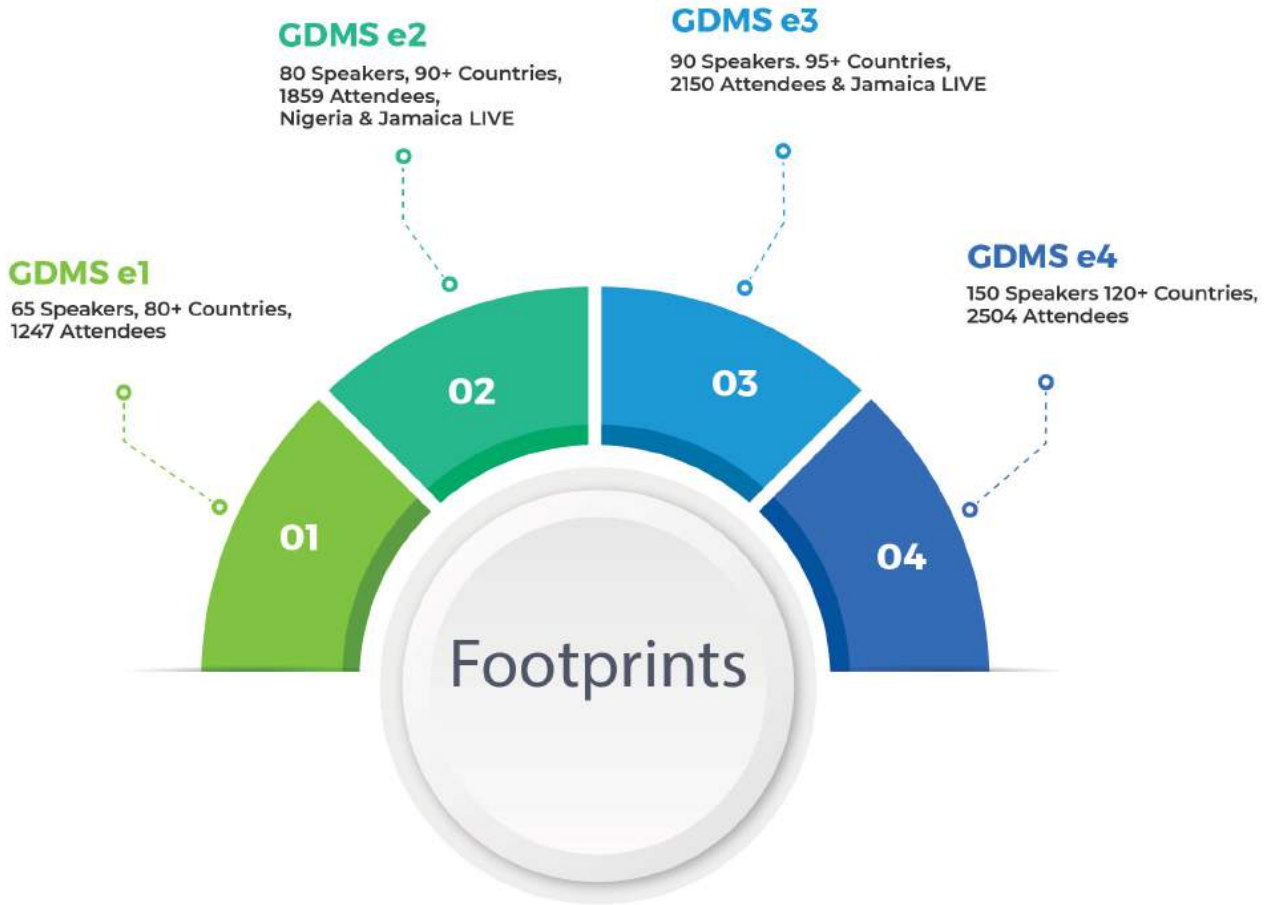 GDMS e1
65 Speakers, 80+ Countries,
1247 Attendees
GDMS e2
80 Speakers, 90+ Countries,
1859 Attendees,
Nigeria & Jamaica LIVE
GDMS e3
90 Speakers. 95+ Countries,
2150 Attendees & Jamaica LIVE
GDMS e4
150 Speakers 120+ Countries,
2504 Attendees
01
02
03
04
Footprints